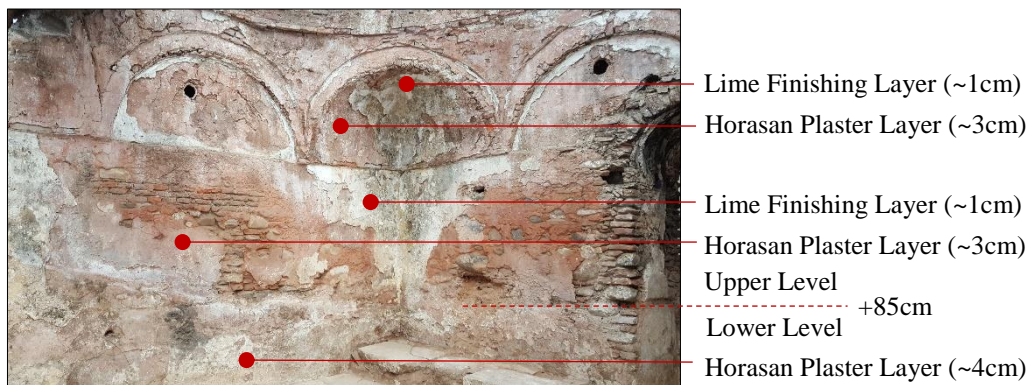 Lime Finishing Layer (~1cm)
Horasan Plaster Layer (~3cm)
Lime Finishing Layer (~1cm)
Horasan Plaster Layer (~3cm)
Upper Level
+85cm
Lower Level
Horasan Plaster Layer (~4cm)